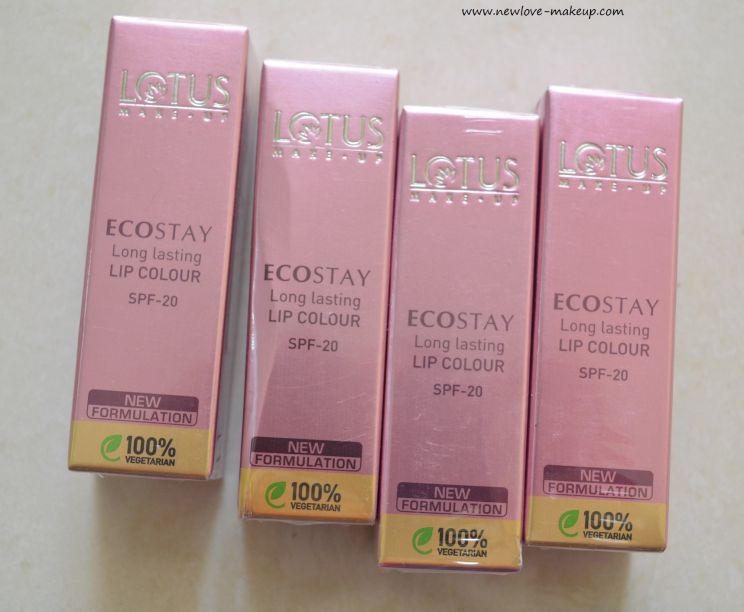 www.newlove-makeup.com
LOTUS
MAKE-UP
ECOSTAY
Long lasting
LIP COLOUR
SPF-20
NEW
FORMULATION
100%
VEGETARIAN
LOTUS
MAKE-UP
ECOSTAY
Long lasting
LIP COLOUR
SPF-20
NEW
FORMULATION
100%
VEGETARIAN
LOTUS
MAKE-UP
ECOSTAY
Long lasting
LIP COLOUR
SPF-20
NEW
FORMULATION
100%
VEGETARIAN
LOTUS
MAKE-UP
ECOSTAY
Long lasting
LIP COLOUR
SPF-20
NEW
FORMULATION
100%
VEGETARIAN